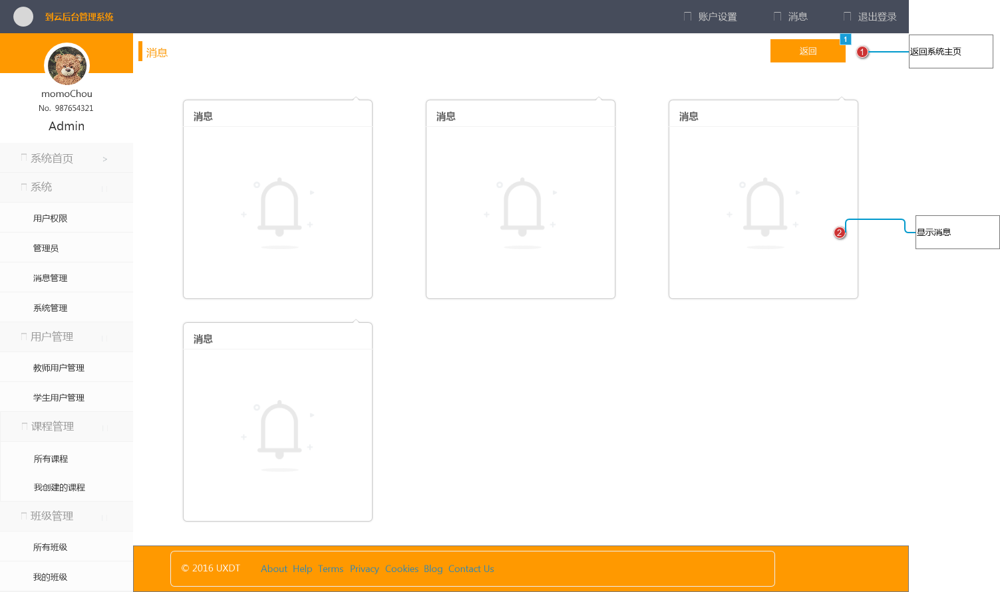 到云后台管理系统
账户设置
消息
退出登录
momoChou
No. 987654321
Admin
系统首页 >
系统
用户权限
管理员
消息管理
系统管理
用户管理
教师用户管理
学生用户管理
课程管理
所有课程
我创建的课程
班级管理
所有班级
我的班级
消息
返回
1
1
返回系统主页
消息
消息
消息
2
显示消息
消息
© 2016 UXDT About Help Terms Privacy Cookies Blog Contact Us